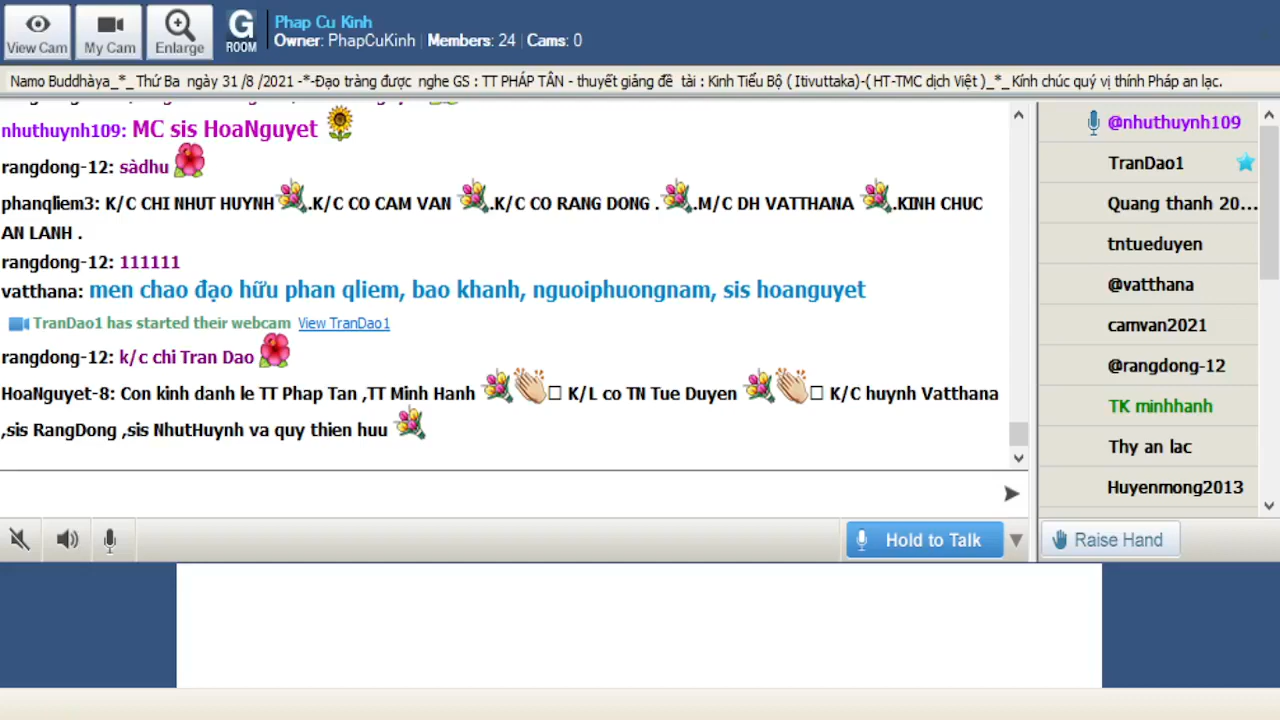 View Cam
My Cam
Enlarge
G
ROOM
Phap Cu Kinh
Owner: PhapCuKinh | Members: 24 | Cams: 0
Namo Buddhàya_*_ Thứ Ba ngày 31 /8 /2021 -*-Đạo tràng được nghe GS : TT PHÁP TÂN - thuyết giảng đề tài : Kinh Tiểu Bộ ( Itivuttaka)-( HT-TMC dịch Việt )_*_ Kính chúc quý vị thính Pháp an lạc.
nhuthuynh109: MC sis HoaNguyet
rangdong-12: sàdhu
phanqliem3: K/C CHI NHUT HUYNH .K/C CO CAM VAN .K/C CO RANG DONG . .M/C DH VATTHANA .KINH CHUC
AN LANH .
rangdong-12: 111111
vatthana: men chao đạo hữu phan qliem, bao khanh, nguoiphuongnam, sis hoanguyet
TranDao1 has started their webcam View TranDao1
rangdong-12: k/c chi Tran Dao
HoaNguyet-8: Con kinh danh le TT Phap Tan ,TT Minh Hanh K/L co TN Tue Duyen K/C huynh Vatthana
,sis RangDong ,sis NhutHuynh va quy thien huu
@nhuthuynh109
TranDao1
Quang thanh 20...
tntueduyen
@vatthana
camvan2021
@rangdong-12
TK minhhanh
Thy an lac
Huyenmong2013
Hold to Talk
Raise Hand